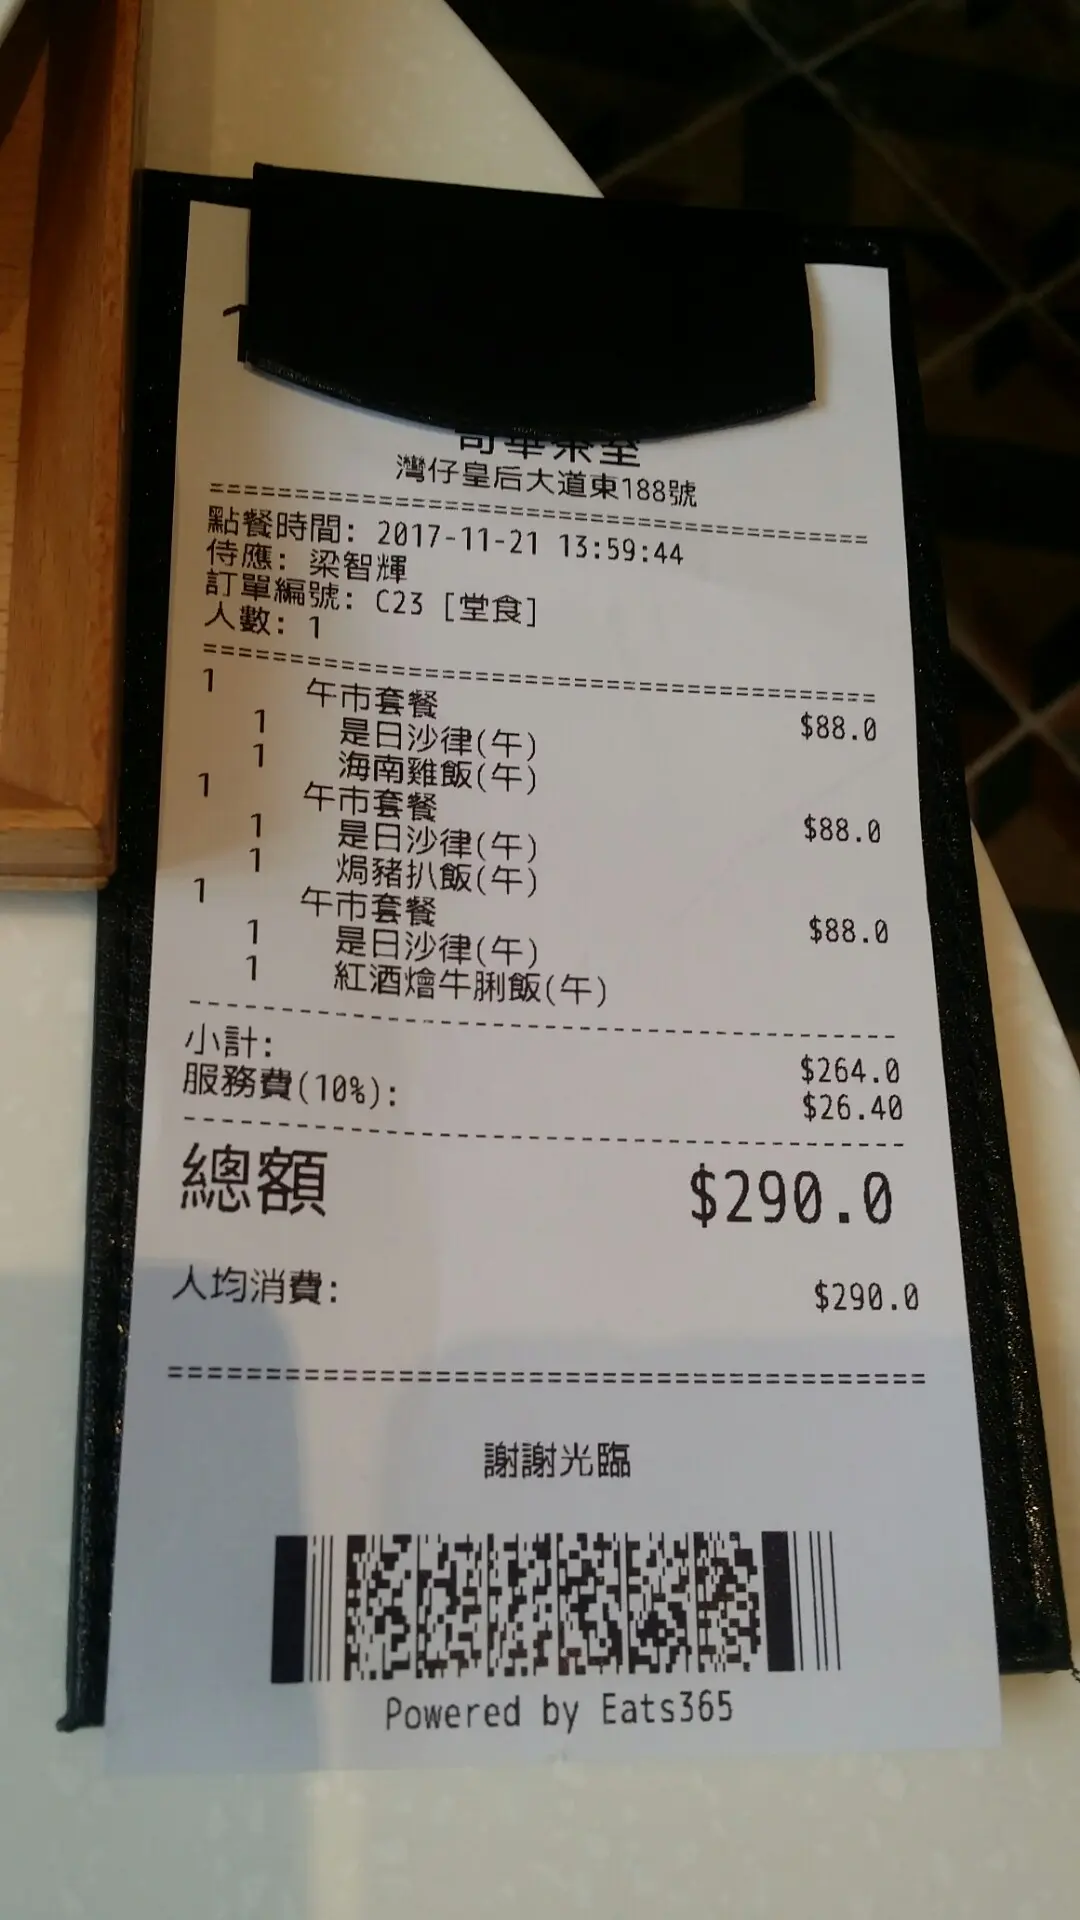 茶室
灣仔皇后大道東188號
========================================
點餐時間: 2017-11-21 13:59:44
侍應: 梁智輝
訂單編號: C23 [堂食]
人數: 1
========================================
1 午市套餐 $88.0
1 是日沙律(午)
1 海南雞飯(午)
1 午市套餐 $88.0
1 是日沙律(午)
1 焗豬扒飯(午)
1 午市套餐 $88.0
1 是日沙律(午)
1 紅酒燴牛脷飯(午)
----------------------------------------
小計: $264.0
服務費(10%): $26.40
----------------------------------------
總額 $290.0
人均消費: $290.0
========================================
謝謝光臨
Powered by Eats365